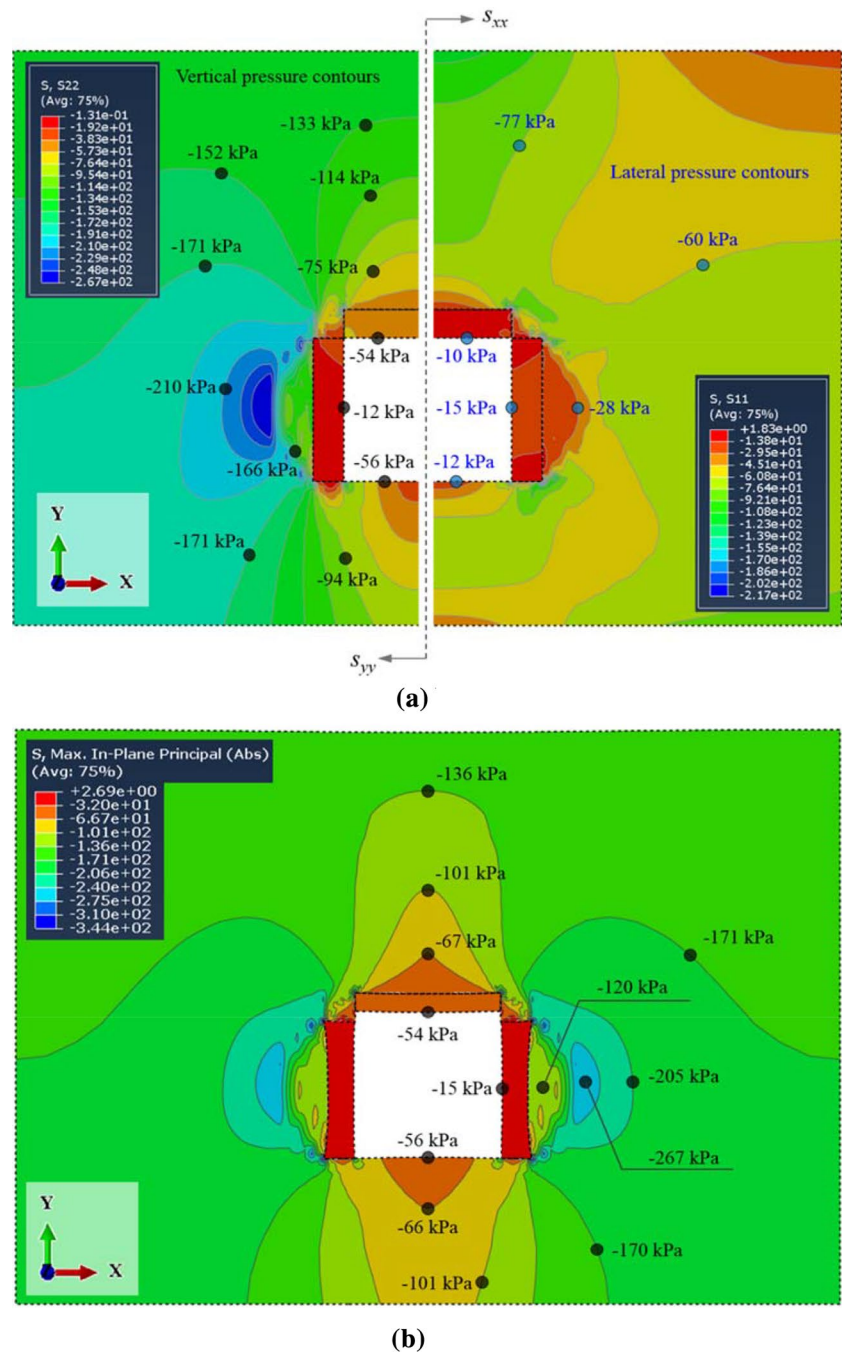 sxx
S, S22
(Avg: 75%)
-1.31e-01
-1.92e+01
-3.83e+01
-5.73e+01
-7.64e+01
-9.54e+01
-1.14e+02
-1.34e+02
-1.53e+02
-1.72e+02
-1.91e+02
-2.10e+02
-2.29e+02
-2.48e+02
-2.67e+02
Vertical pressure contours
-133 kPa
-152 kPa
-114 kPa
-171 kPa
-75 kPa
-54 kPa
-210 kPa
-12 kPa
-166 kPa
-56 kPa
-171 kPa
-94 kPa
Y
X
-77 kPa
Lateral pressure contours
-60 kPa
-10 kPa
-15 kPa
-28 kPa
-12 kPa
S, S11
(Avg: 75%)
+1.83e+00
-1.38e+01
-2.95e+01
-4.51e+01
-6.08e+01
-7.64e+01
-9.21e+01
-1.08e+02
-1.23e+02
-1.39e+02
-1.55e+02
-1.70e+02
-1.86e+02
-2.02e+02
-2.17e+02
syy
(a)
S, Max. In-Plane Principal (Abs)
(Avg: 75%)
+2.69e+00
-3.20e+01
-6.67e+01
-1.01e+02
-1.36e+02
-1.71e+02
-2.06e+02
-2.40e+02
-2.75e+02
-3.10e+02
-3.44e+02
-136 kPa
-101 kPa
-67 kPa
-171 kPa
-120 kPa
-54 kPa
-15 kPa
-205 kPa
-56 kPa
-267 kPa
-66 kPa
-170 kPa
-101 kPa
Y
X
(b)